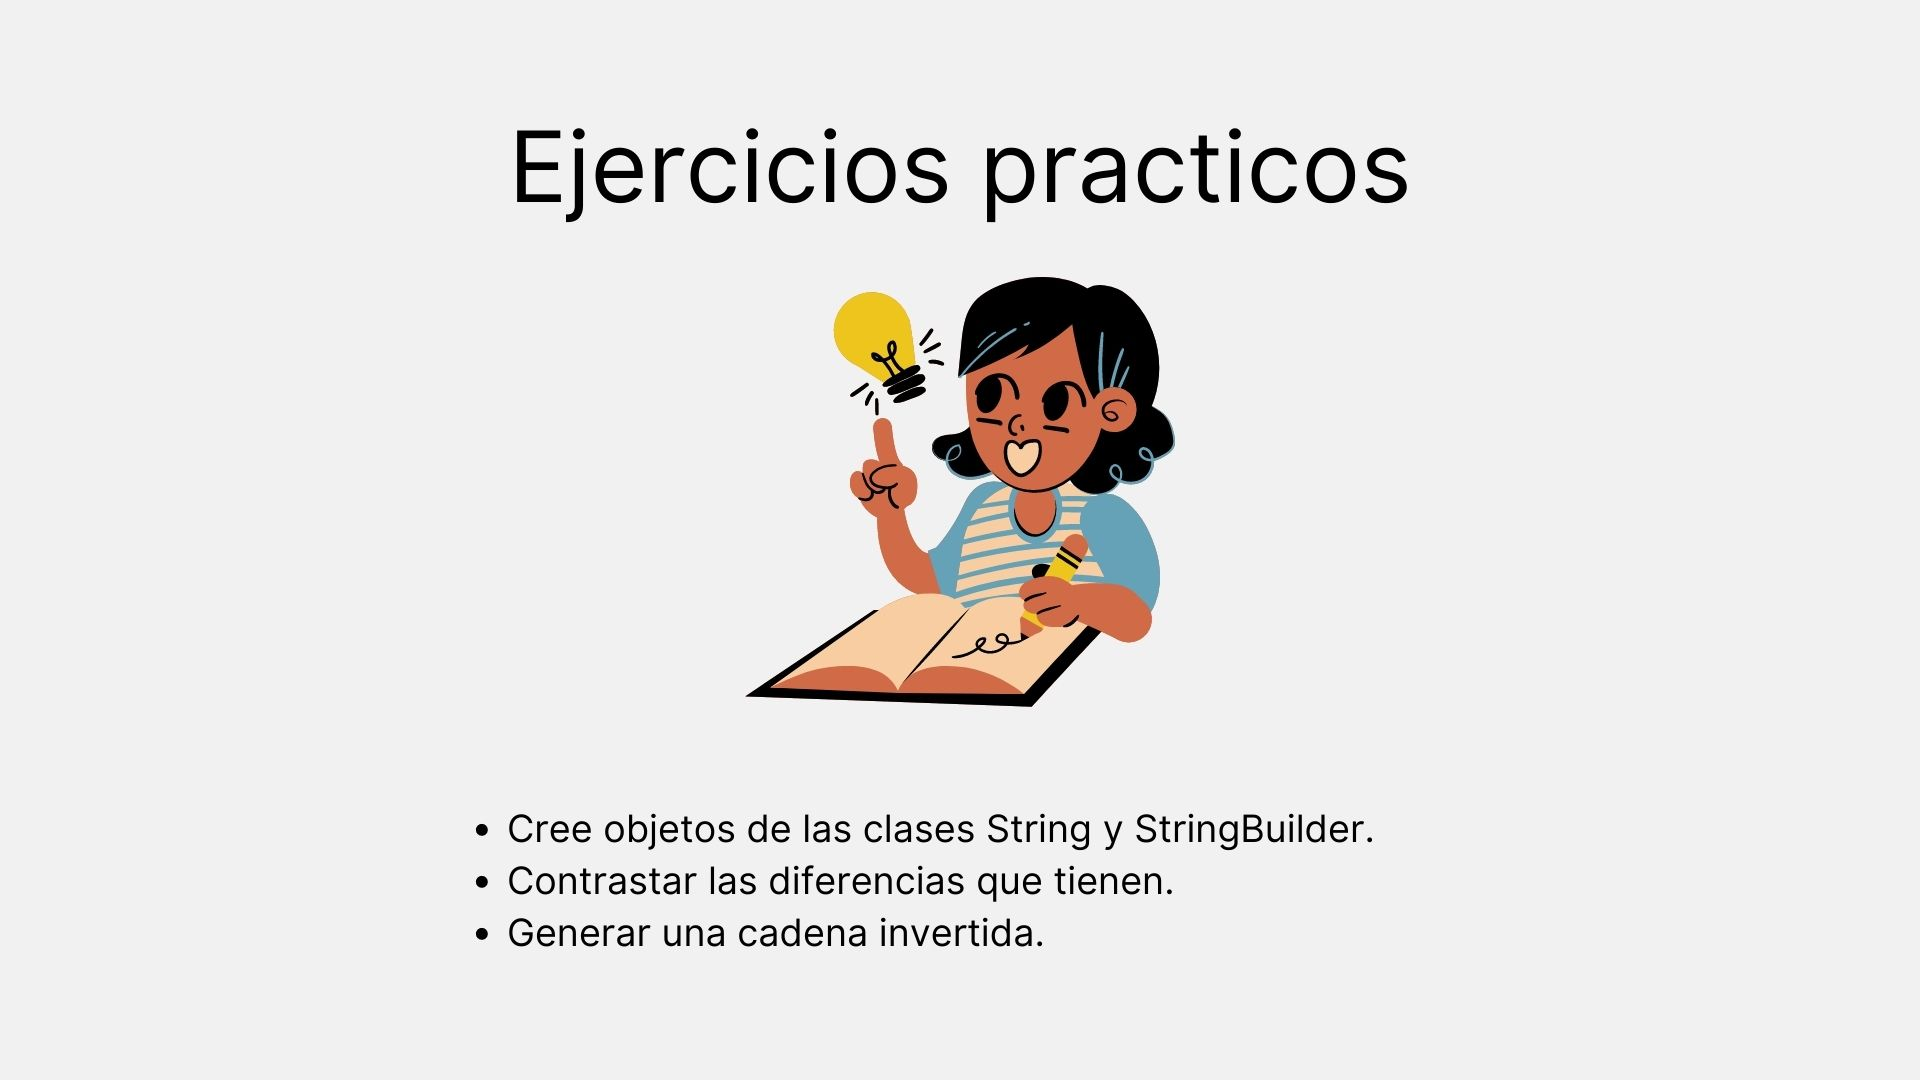 Ejercicios practicos
• Cree objetos de las clases String y StringBuilder.
• Contrastar las diferencias que tienen.
• Generar una cadena invertida.